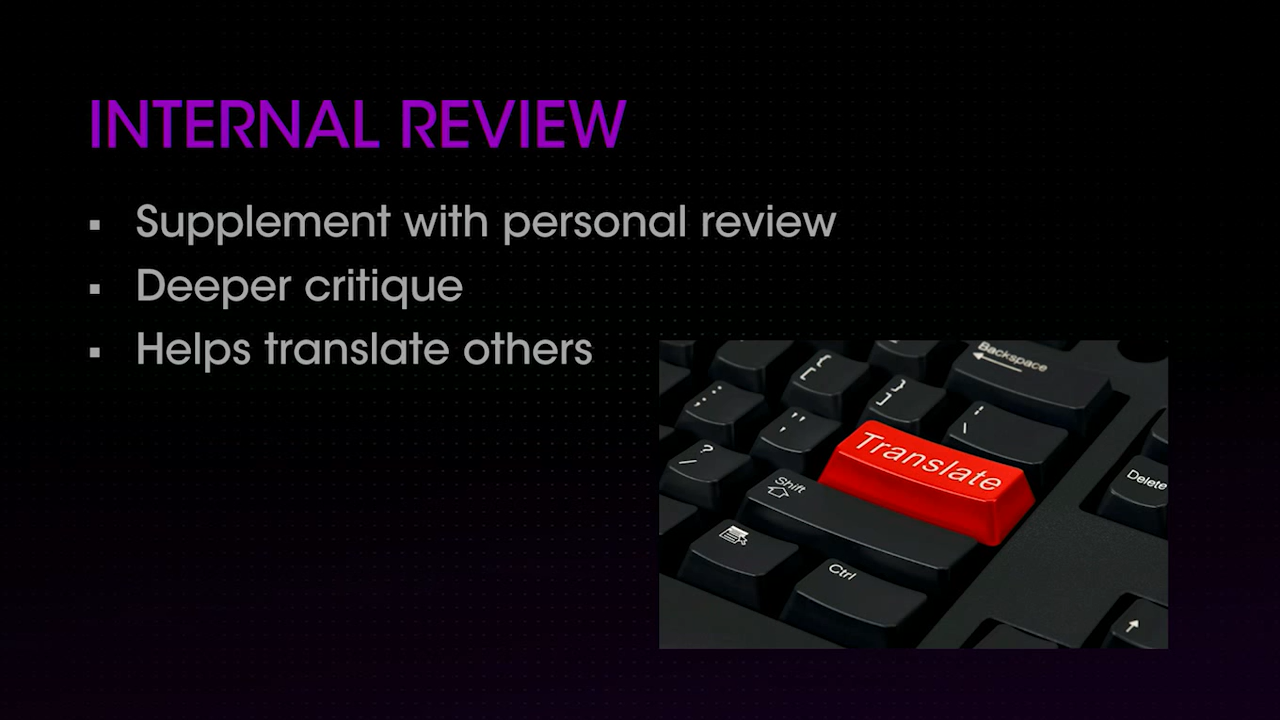 INTERNAL REVIEW
▪ Supplement with personal review
▪ Deeper critique
▪ Helps translate others
Backspace
{
[
}
]
:
;
"
'
|
\
Translate
?
/
Shift
Delete
Ctrl